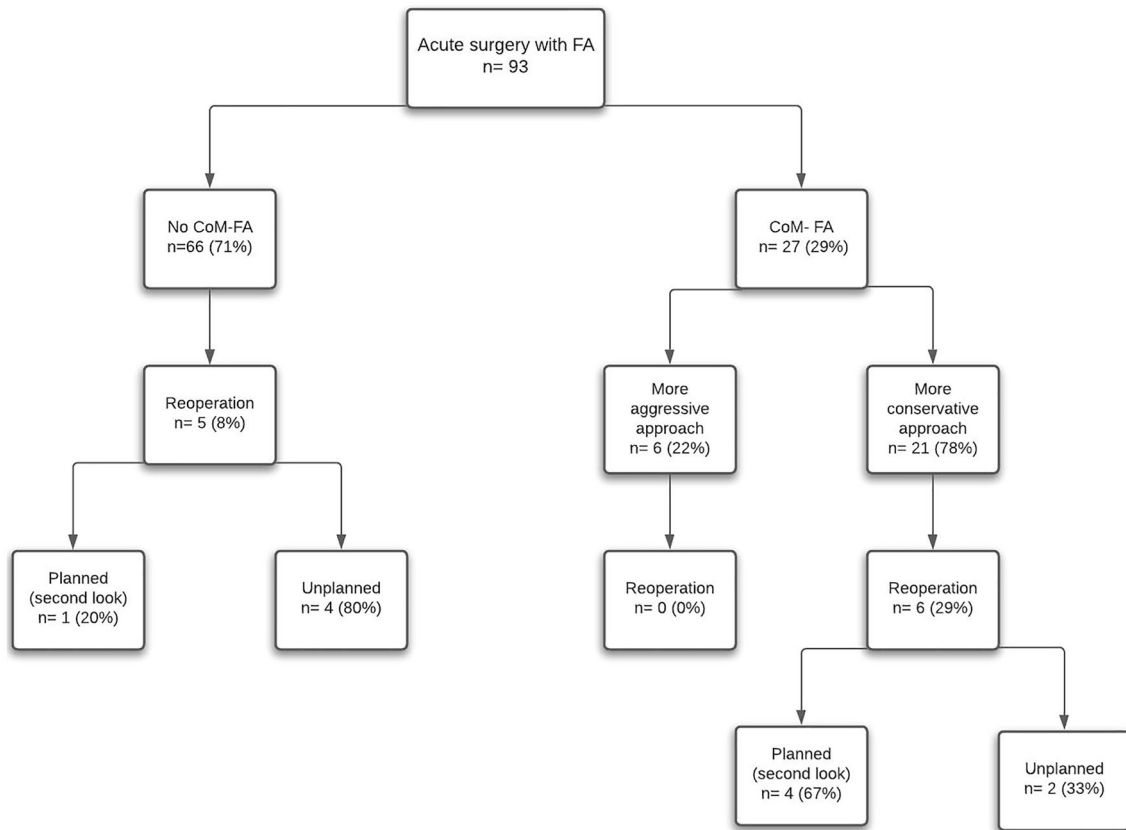 Acute surgery with FA
n= 93
No CoM-FA
n=66 (71%)
CoM- FA
n= 27 (29%)
Reoperation
n= 5 (8%)
More
aggressive
approach
n= 6 (22%)
More
conservative
approach
n= 21 (78%)
Planned
(second look)
n= 1 (20%)
Unplanned
n= 4 (80%)
Reoperation
n= 0 (0%)
Reoperation
n= 6 (29%)
Planned
(second look)
n= 4 (67%)
Unplanned
n= 2 (33%)